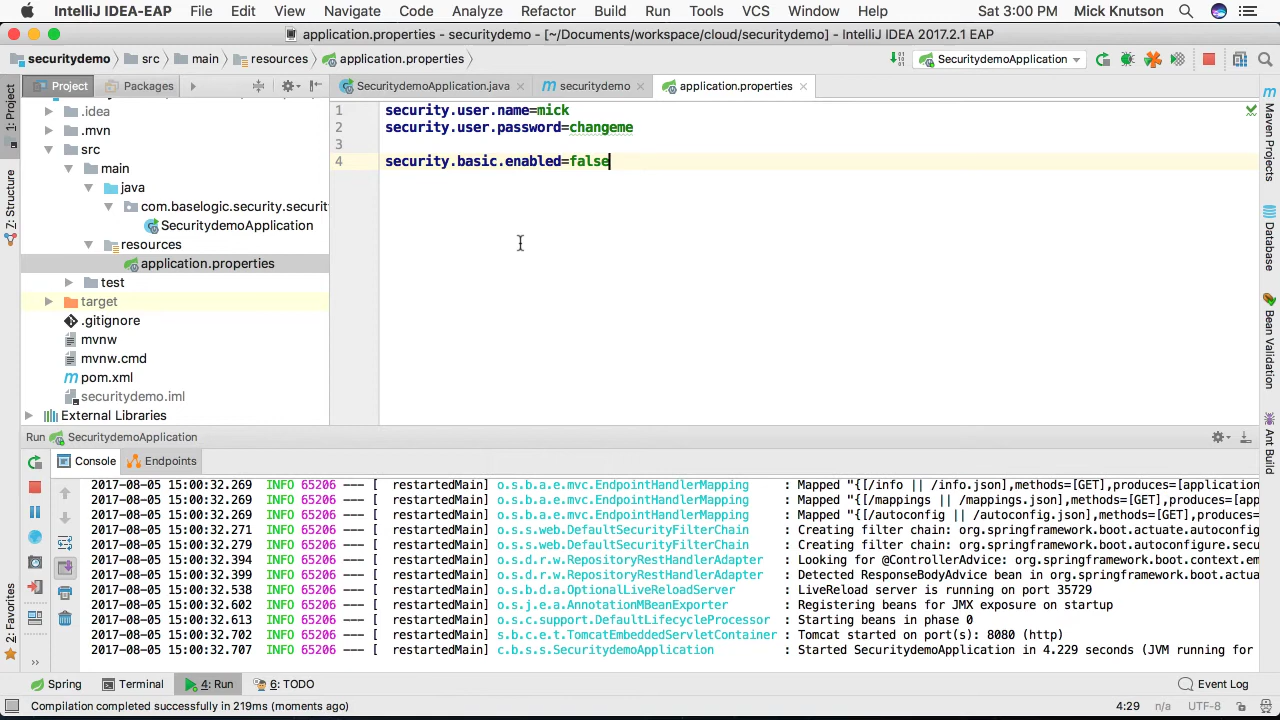 IntelliJ IDEA-EAP File Edit View Navigate Code Analyze Refactor Build Run Tools VCS Window Help Sat 3:00 PM Mick Knutson
application.properties - securitydemo - [~/Documents/workspace/cloud/securitydemo] - IntelliJ IDEA 2017.2.1 EAP
securitydemo src main resources application.properties SecuritydemoApplication
Project Packages SecuritydemoApplication.java securitydemo application.properties
1: Project
Z: Structure
2: Favorites
.idea
.mvn
src
main
java
com.baselogic.security.securit
SecuritydemoApplication
resources
application.properties
test
target
.gitignore
mvnw
mvnw.cmd
pom.xml
securitydemo.iml
External Libraries
1 security.user.name=mick
2 security.user.password=changeme
3
4 security.basic.enabled=false
Maven Projects
Database
Bean Validation
Ant Build
Run SecuritydemoApplication
Console Endpoints
2017-08-05 15:00:32.269 INFO 65206 --- [ restartedMain] o.s.b.a.e.mvc.EndpointHandlerMapping : Mapped "{[/info || /info.json],methods=[GET],produces=[application
2017-08-05 15:00:32.269 INFO 65206 --- [ restartedMain] o.s.b.a.e.mvc.EndpointHandlerMapping : Mapped "{[/mappings || /mappings.json],methods=[GET],produces=[appl
2017-08-05 15:00:32.269 INFO 65206 --- [ restartedMain] o.s.b.a.e.mvc.EndpointHandlerMapping : Mapped "{[/autoconfig || /autoconfig.json],methods=[GET],produces=[
2017-08-05 15:00:32.271 INFO 65206 --- [ restartedMain] o.s.s.web.DefaultSecurityFilterChain : Creating filter chain: org.springframework.boot.actuate.autoconfig
2017-08-05 15:00:32.279 INFO 65206 --- [ restartedMain] o.s.s.web.DefaultSecurityFilterChain : Creating filter chain: org.springframework.boot.autoconfigure.secu
2017-08-05 15:00:32.394 INFO 65206 --- [ restartedMain] o.s.d.r.w.RepositoryRestHandlerAdapter : Looking for @ControllerAdvice: org.springframework.boot.context.em
2017-08-05 15:00:32.399 INFO 65206 --- [ restartedMain] o.s.d.r.w.RepositoryRestHandlerAdapter : Detected ResponseBodyAdvice bean in org.springframework.boot.actua
2017-08-05 15:00:32.538 INFO 65206 --- [ restartedMain] o.s.b.d.a.OptionalLiveReloadServer : LiveReload server is running on port 35729
2017-08-05 15:00:32.602 INFO 65206 --- [ restartedMain] o.s.j.e.a.AnnotationMBeanExporter : Registering beans for JMX exposure on startup
2017-08-05 15:00:32.613 INFO 65206 --- [ restartedMain] o.s.c.support.DefaultLifecycleProcessor : Starting beans in phase 0
2017-08-05 15:00:32.702 INFO 65206 --- [ restartedMain] s.b.c.e.t.TomcatEmbeddedServletContainer : Tomcat started on port(s): 8080 (http)
2017-08-05 15:00:32.707 INFO 65206 --- [ restartedMain] c.b.s.s.SecuritydemoApplication : Started SecuritydemoApplication in 4.229 seconds (JVM running for
Spring Terminal 4: Run 6: TODO Event Log
Compilation completed successfully in 219ms (moments ago) 4:29 n/a UTF-8